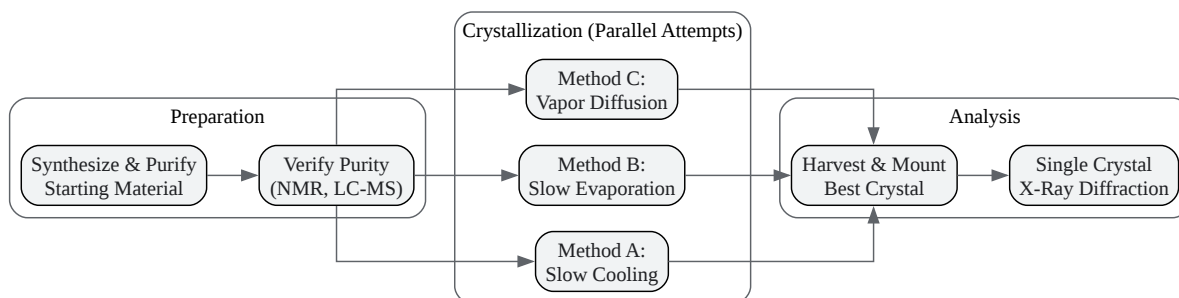 Crystallization (Parallel Attempts)
Method C:
Vapor Diffusion
Preparation
Analysis
Synthesize & Purify
Starting Material
Verify Purity
(NMR, LC-MS)
Method B:
Slow Evaporation
Harvest & Mount
Best Crystal
Single Crystal
X-Ray Diffraction
Method A:
Slow Cooling